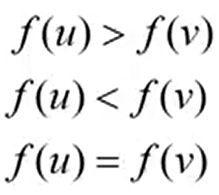 f(u) > f(v)
f(u) < f(v)
f(u) = f(v)